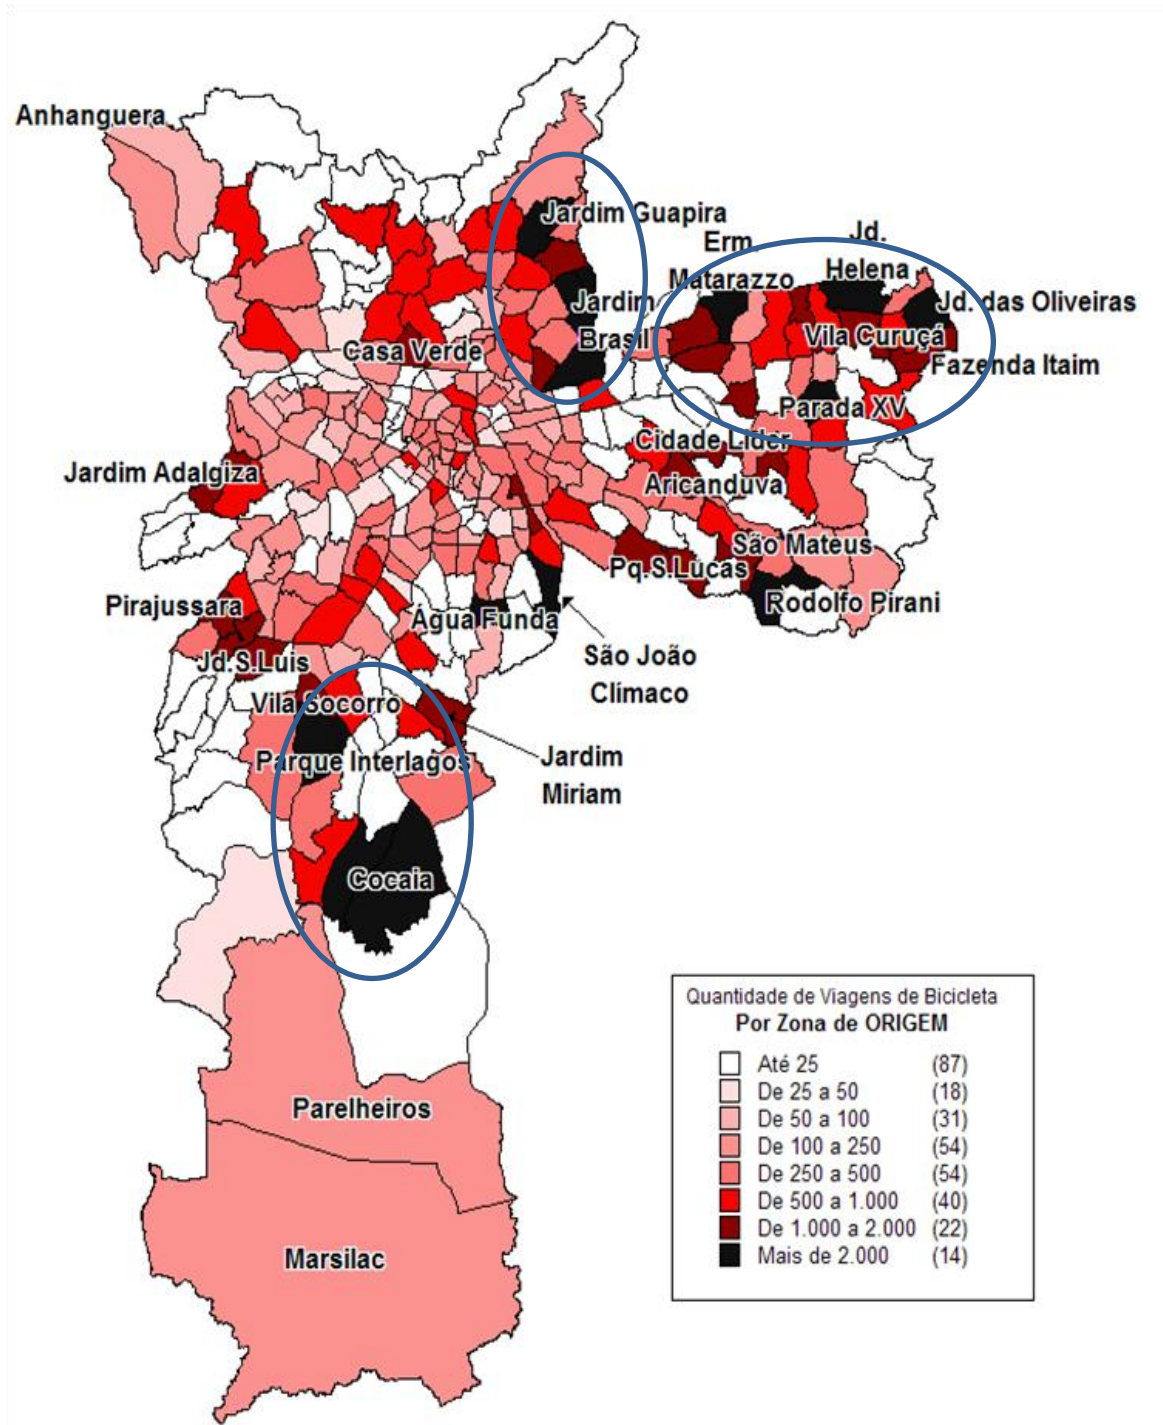 Anhanguera
Jardim Guapira
Erm.
Matarazzo
Jd.
Helena
Jardim
Brasil
Jd. das Oliveiras
Vila Curuçá
Casa Verde
Fazenda Itaim
Parada XV
Cidade Líder
Jardim Adalgiza
Aricanduva
São Mateus
Pq.S.Lucas
Pirajussara
Rodolfo Pirani
Água Funda
São João
Clímaco
Jd.S.Luis
Vila Socorro
Parque Interlagos
Jardim
Miriam
Cocaia
Parelheiros
Marsilac
Quantidade de Viagens de Bicicleta
Por Zona de ORIGEM
Até 25 (87)
De 25 a 50 (18)
De 50 a 100 (31)
De 100 a 250 (54)
De 250 a 500 (54)
De 500 a 1.000 (40)
De 1.000 a 2.000 (22)
Mais de 2.000 (14)